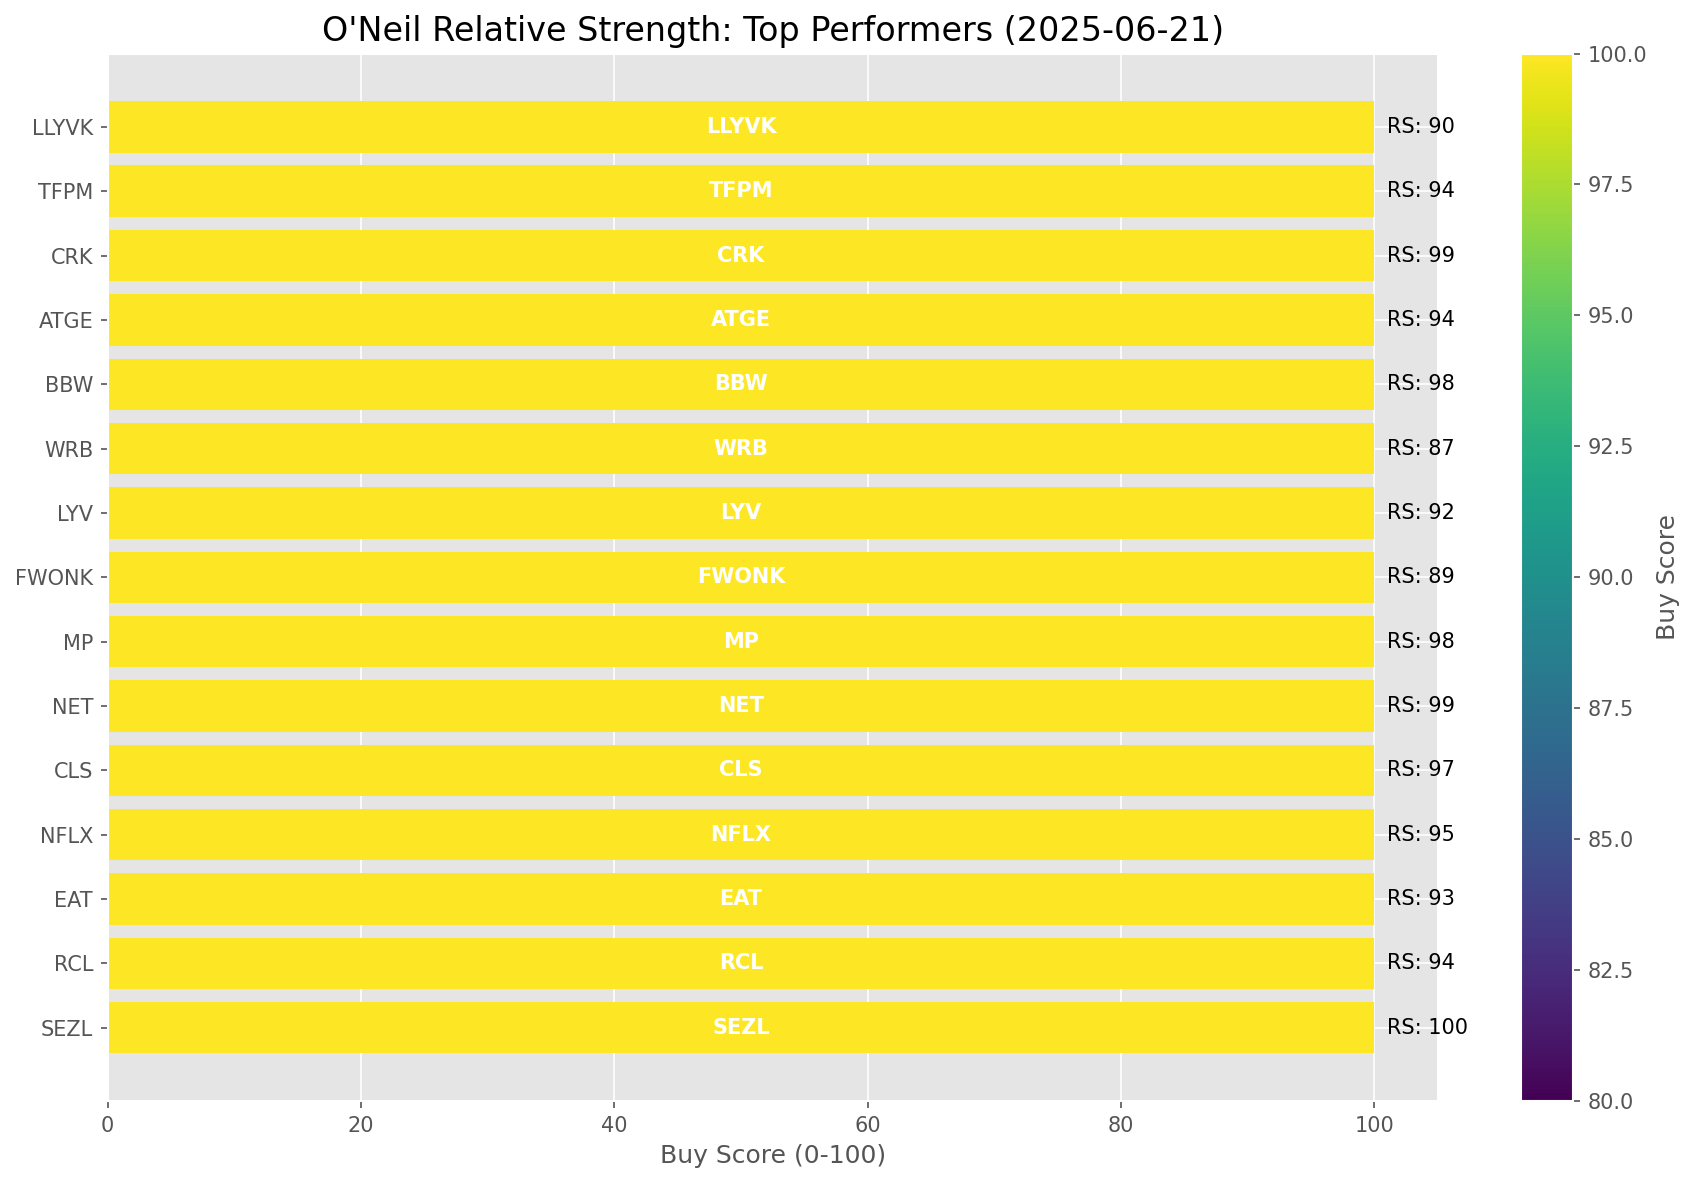 O'Neil Relative Strength: Top Performers (2025-06-21)
LLYVK LLYVK RS: 90
TFPM TFPM RS: 94
CRK CRK RS: 99
ATGE ATGE RS: 94
BBW BBW RS: 98
WRB WRB RS: 87
LYV LYV RS: 92
FWONK FWONK RS: 89
MP MP RS: 98
NET NET RS: 99
CLS CLS RS: 97
NFLX NFLX RS: 95
EAT EAT RS: 93
RCL RCL RS: 94
SEZL SEZL RS: 100
0 20 40 60 80 100
Buy Score (0-100)
100.0
97.5
95.0
92.5
90.0
87.5
85.0
82.5
80.0
Buy Score